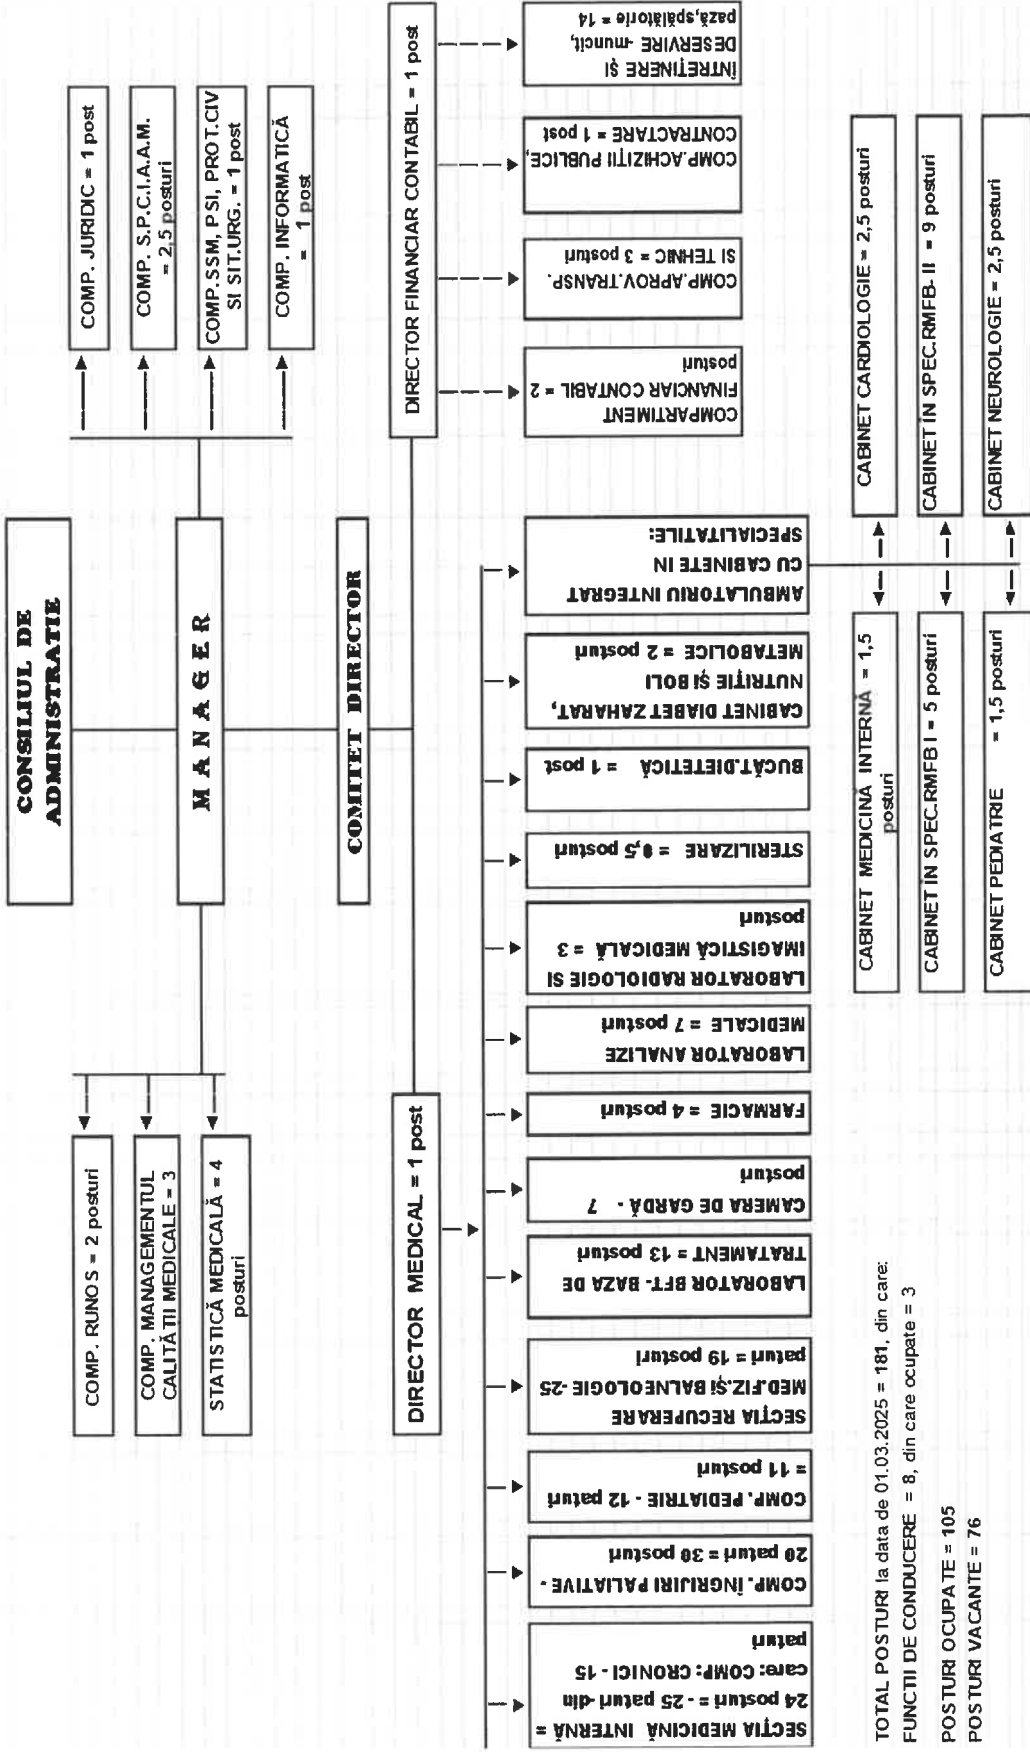 CONSILIUL DE
ADMINISTRATIE
MANAGER
COMITET DIRECTOR
COMP. RUNOS = 2 posturi
COMP. MANAGEMENTUL
CALITĂTII MEDICALE = 3
STATISTICĂ MEDICALĂ = 4
posturi
COMP. JURIDIC = 1 post
COMP. S.P.C.I.A.A.M.
= 2,5 posturi
COMP.SSM, PSI, PROT.CIV
SI SIT.URG. = 1 post
COMP. INFORMATICĂ
= 1 post
DIRECTOR MEDICAL = 1 post
DIRECTOR FINANCIAR CONTABIL = 1 post
SECȚIA MEDICINĂ INTERNĂ =
24 posturi = - 25 paturi -din
care: COMP: CRONICI - 15
paturi
COMP. ÎNGRIJIRI PALIATIVE -
20 paturi = 30 posturi
COMP. PEDIATRIE - 12 paturi
= 11 posturi
SECȚIA RECUPERARE
MED.FIZ.ȘI BALNEOLOGIE -25
paturi = 19 posturi
LABORATOR BFT- BAZA DE
TRATAMENT = 13 posturi
CAMERA DE GARDĂ - 7
posturi
FARMACIE = 4 posturi
LABORATOR ANALIZE
MEDICALE = 7 posturi
LABORATOR RADIOLOGIE SI
IMAGISTICĂ MEDICALĂ = 3
posturi
STERILIZARE = 0,5 posturi
BUCĂT.DIETETICĂ = 1 post
CABINET DIABET ZAHARAT,
NUTRIȚIE ȘI BOLI
METABOLICE = 2 posturi
AMBULATORIU INTEGRAT
CU CABINETE IN
SPECIALITATILE:
COMPARTIMENT
FINANCIAR CONTABIL = 2
posturi
COMP.APROV.TRANSP.
SI TEHNIC = 3 posturi
COMP.ACHIZIȚII PUBLICE,
CONTRACTARE = 1 post
ÎNTREȚINERE ȘI
DESERVIRE -muncit,
pază,spălătorie = 14
CABINET MEDICINĂ INTERNĂ = 1,5
posturi
CABINET CARDIOLOGIE = 2,5 posturi
CABINET ÎN SPEC.RMFB I = 5 posturi
CABINET ÎN SPEC.RMFB- II = 9 posturi
CABINET PEDIATRIE = 1,5 posturi
CABINET NEUROLOGIE = 2,5 posturi
TOTAL POSTURI la data de 01.03.2025 = 181, din care:
FUNCTII DE CONDUCERE = 8, din care ocupate = 3
POSTURI OCUPATE = 105
POSTURI VACANTE = 76